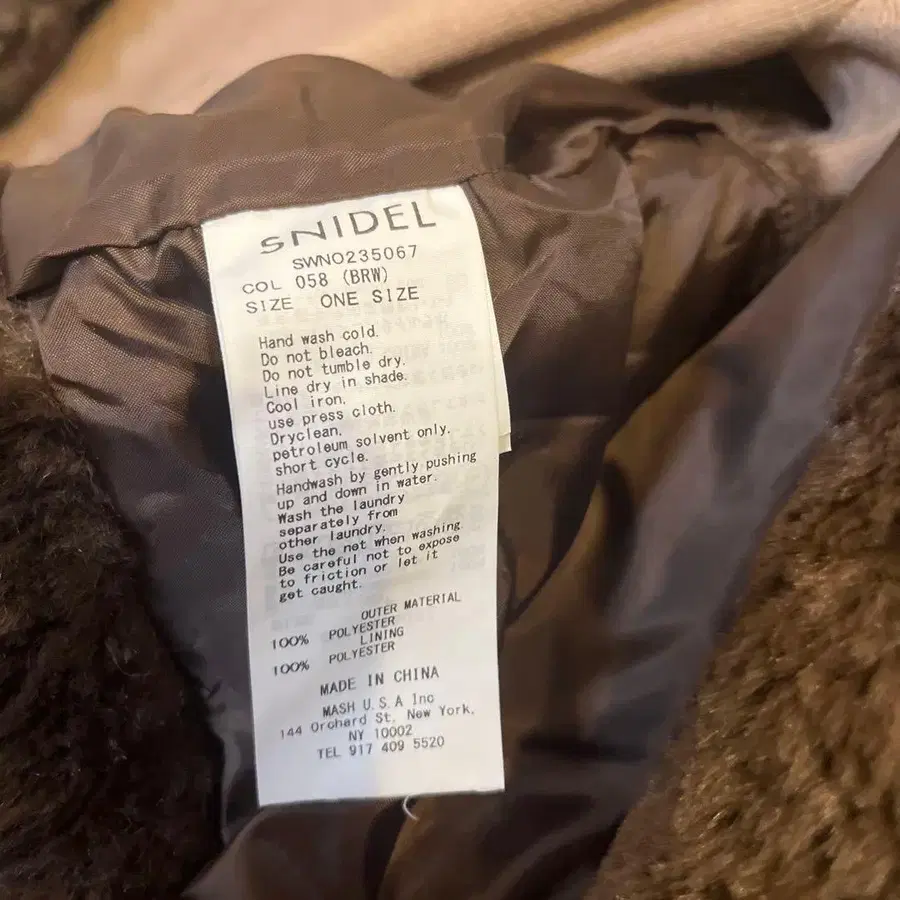 SNIDEL
SWNO235067
COL 058 (BRW)
SIZE ONE SIZE
Hand wash cold.
Do not bleach.
Do not tumble dry.
Line dry in shade.
Cool iron.
use press cloth.
Dryclean.
petroleum solvent only.
short cycle.
Handwash by gently pushing
up and down in water.
Wash the laundry
separately from
other laundry.
Use the net when washing.
Be careful not to expose
to friction or let it
get caught.
OUTER MATERIAL
100% POLYESTER
LINING
100% POLYESTER
MADE IN CHINA
MASH U.S.A Inc
144 Orchard St. New York,
NY 10002
TEL 917 409 5520